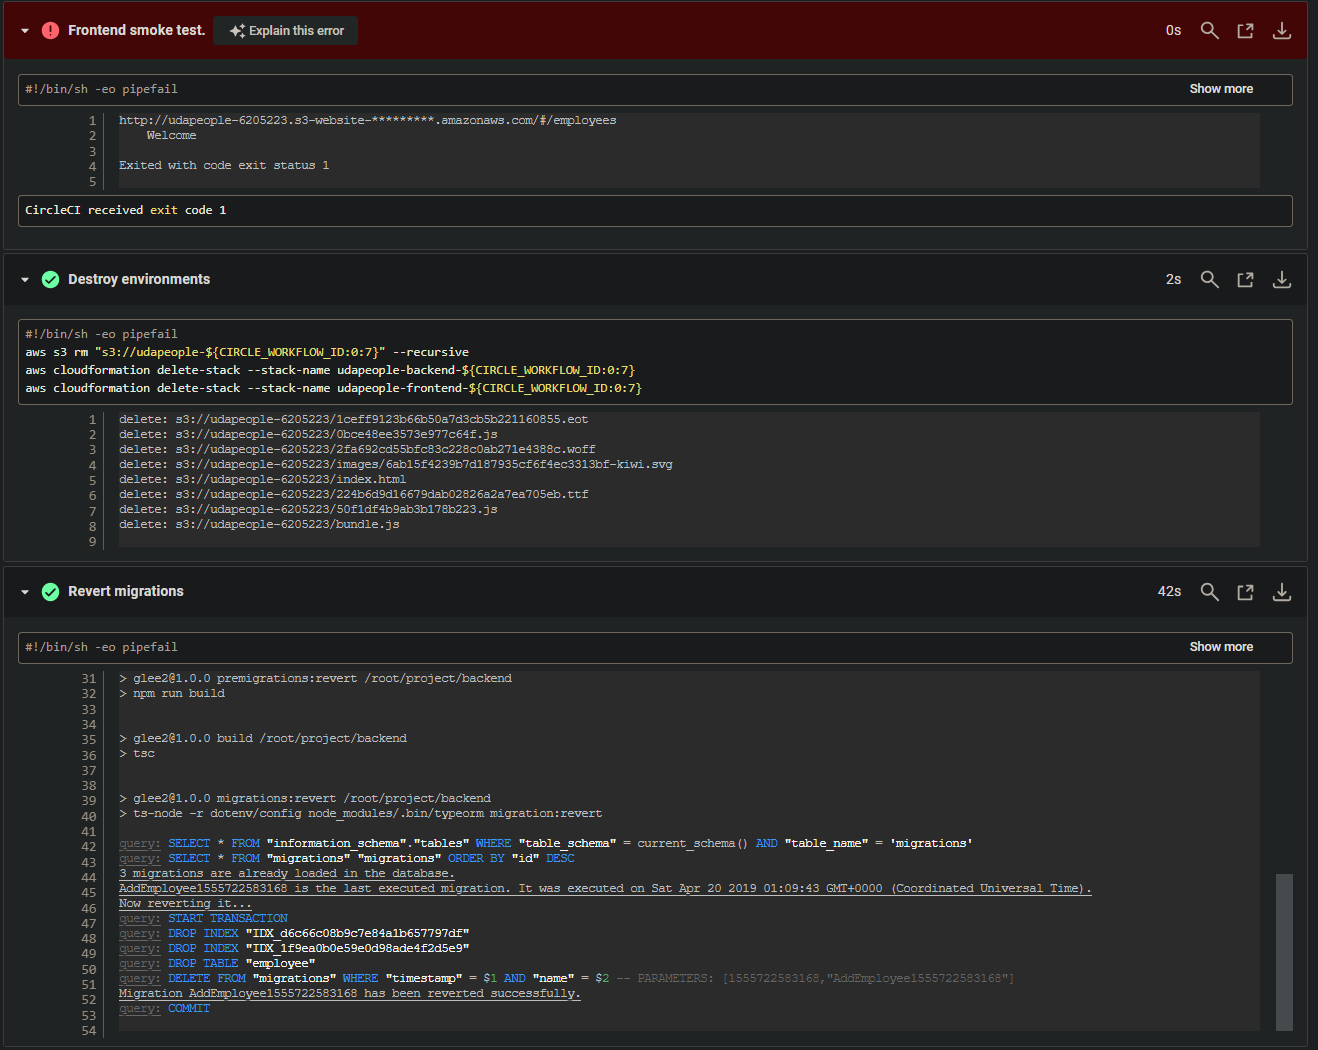 Frontend smoke test.
Explain this error
0s
#!/bin/sh -eo pipefail
Show more
1 http://udapeople-6205223.s3-website-*********.amazonaws.com/#/employees
2 Welcome
3
4 Exited with code exit status 1
5
CircleCI received exit code 1
Destroy environments
2s
#!/bin/sh -eo pipefail
aws s3 rm "s3://udapeople-${CIRCLE_WORKFLOW_ID:0:7}" --recursive
aws cloudformation delete-stack --stack-name udapeople-backend-${CIRCLE_WORKFLOW_ID:0:7}
aws cloudformation delete-stack --stack-name udapeople-frontend-${CIRCLE_WORKFLOW_ID:0:7}
1 delete: s3://udapeople-6205223/1ceff9123b66b50a7d3cb5b221160855.eot
2 delete: s3://udapeople-6205223/0bce48ee3573e977c64f.js
3 delete: s3://udapeople-6205223/2fa692cd55bfc83c228c0ab271e4388c.woff
4 delete: s3://udapeople-6205223/images/6ab15f4239b7d187935cf6f4ec3313bf-kiwi.svg
5 delete: s3://udapeople-6205223/index.html
6 delete: s3://udapeople-6205223/224b6d9d16679dab02826a2a7ea705eb.ttf
7 delete: s3://udapeople-6205223/50f1df4b9ab3b178b223.js
8 delete: s3://udapeople-6205223/bundle.js
9
Revert migrations
42s
#!/bin/sh -eo pipefail
Show more
31 > glee2@1.0.0 premigrations:revert /root/project/backend
32 > npm run build
33
34
35 > glee2@1.0.0 build /root/project/backend
36 > tsc
37
38
39 > glee2@1.0.0 migrations:revert /root/project/backend
40 > ts-node -r dotenv/config node_modules/.bin/typeorm migration:revert
41
42 query: SELECT * FROM "information_schema"."tables" WHERE "table_schema" = current_schema() AND "table_name" = 'migrations'
43 query: SELECT * FROM "migrations" "migrations" ORDER BY "id" DESC
44 3 migrations are already loaded in the database.
45 AddEmployee1555722583168 is the last executed migration. It was executed on Sat Apr 20 2019 01:09:43 GMT+0000 (Coordinated Universal Time).
46 Now reverting it...
47 query: START TRANSACTION
48 query: DROP INDEX "IDX_d6c66c08b9c7e84a1b657797df"
49 query: DROP INDEX "IDX_1f9ea0b0e59e0d98ade4f2d5e9"
50 query: DROP TABLE "employee"
51 query: DELETE FROM "migrations" WHERE "timestamp" = $1 AND "name" = $2 -- PARAMETERS: [1555722583168,"AddEmployee1555722583168"]
52 Migration AddEmployee1555722583168 has been reverted successfully.
53 query: COMMIT
54